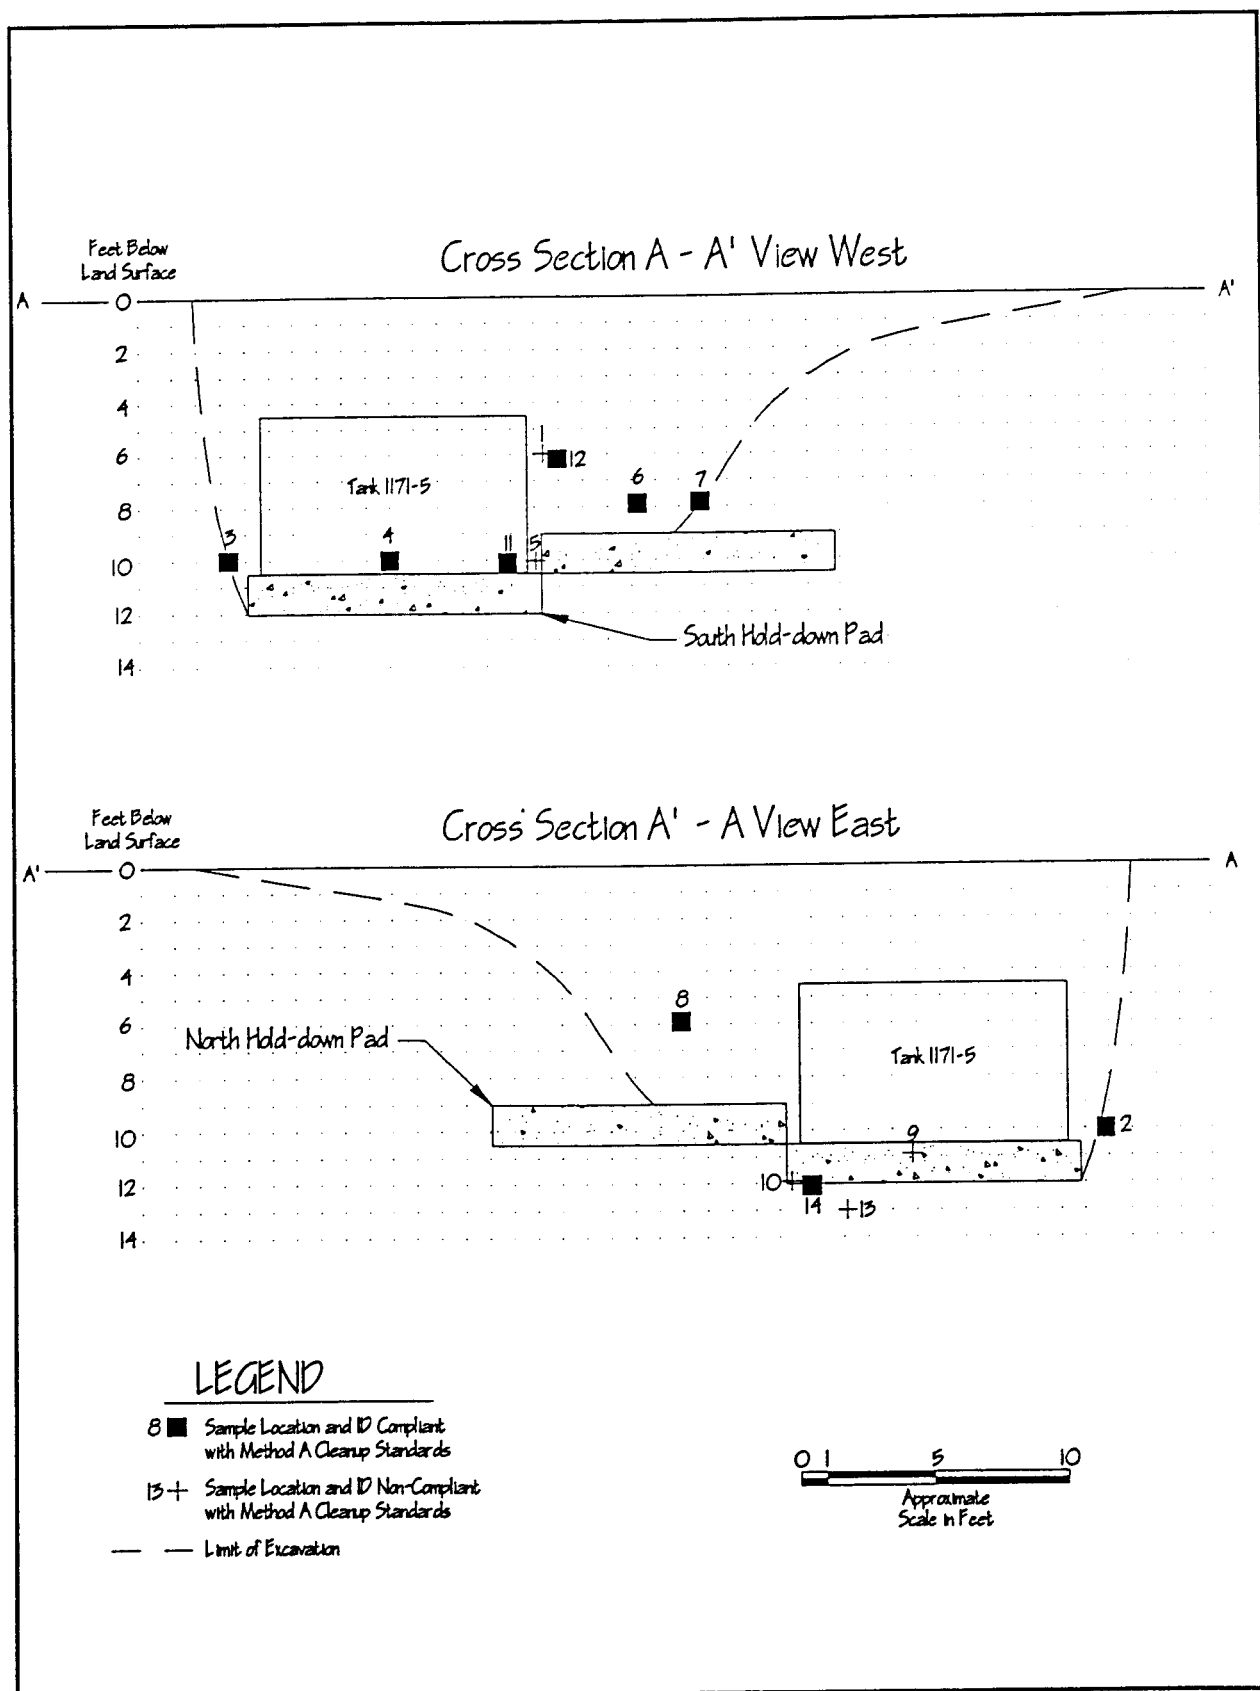 Feet Below
Land Surface
Cross Section A - A' View West
A
0
A'
2
4
1
6
12
Tank 1171-5
6
7
8
3
4
11
5
10
12
South Hold-down Pad
14
Feet Below
Land Surface
Cross Section A' - A View East
A'
0
A
2
4
8
6
North Hold-down Pad
Tank 1171-5
8
2
10
9
12
10
14
13
14
LEGEND
8 Sample Location and ID Compliant
with Method A Cleanup Standards
13 Sample Location and ID Non-Compliant
with Method A Cleanup Standards
Limit of Excavation
0 1 5 10
Approximate
Scale in Feet